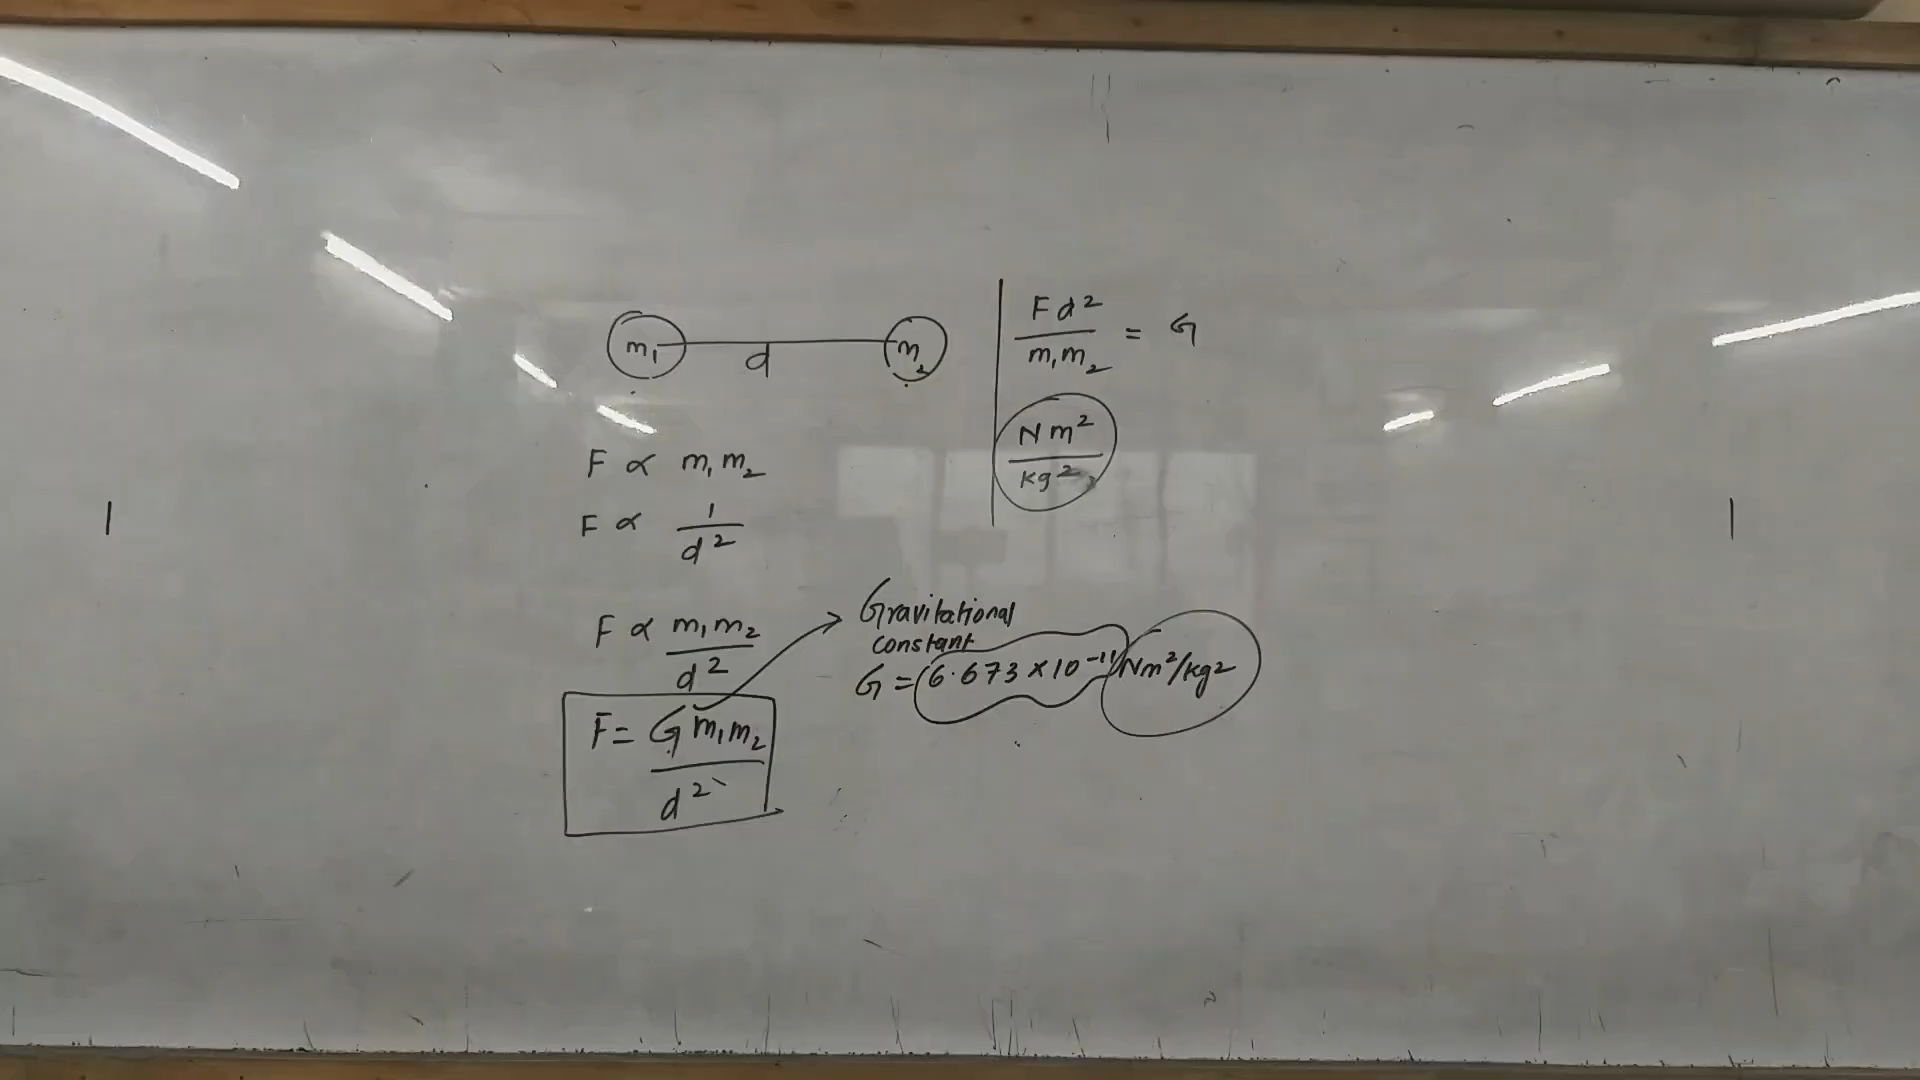 m₁ d m₂
F ∝ m₁m₂
F ∝ 1/d²
F ∝ m₁m₂/d²
F = G m₁m₂/d²
Fd²/m₁m₂ = G
Nm²/kg²
Gravitational
constant
G = 6.673 × 10⁻¹¹ Nm²/kg²